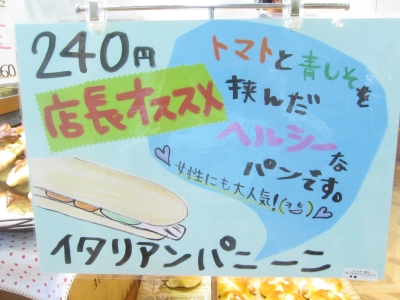 240円
店長オススメ
トマトと青しそを
挟んだ
ヘルシーな
パンです。
女性にも大人気!
イタリアンパニーニ
60